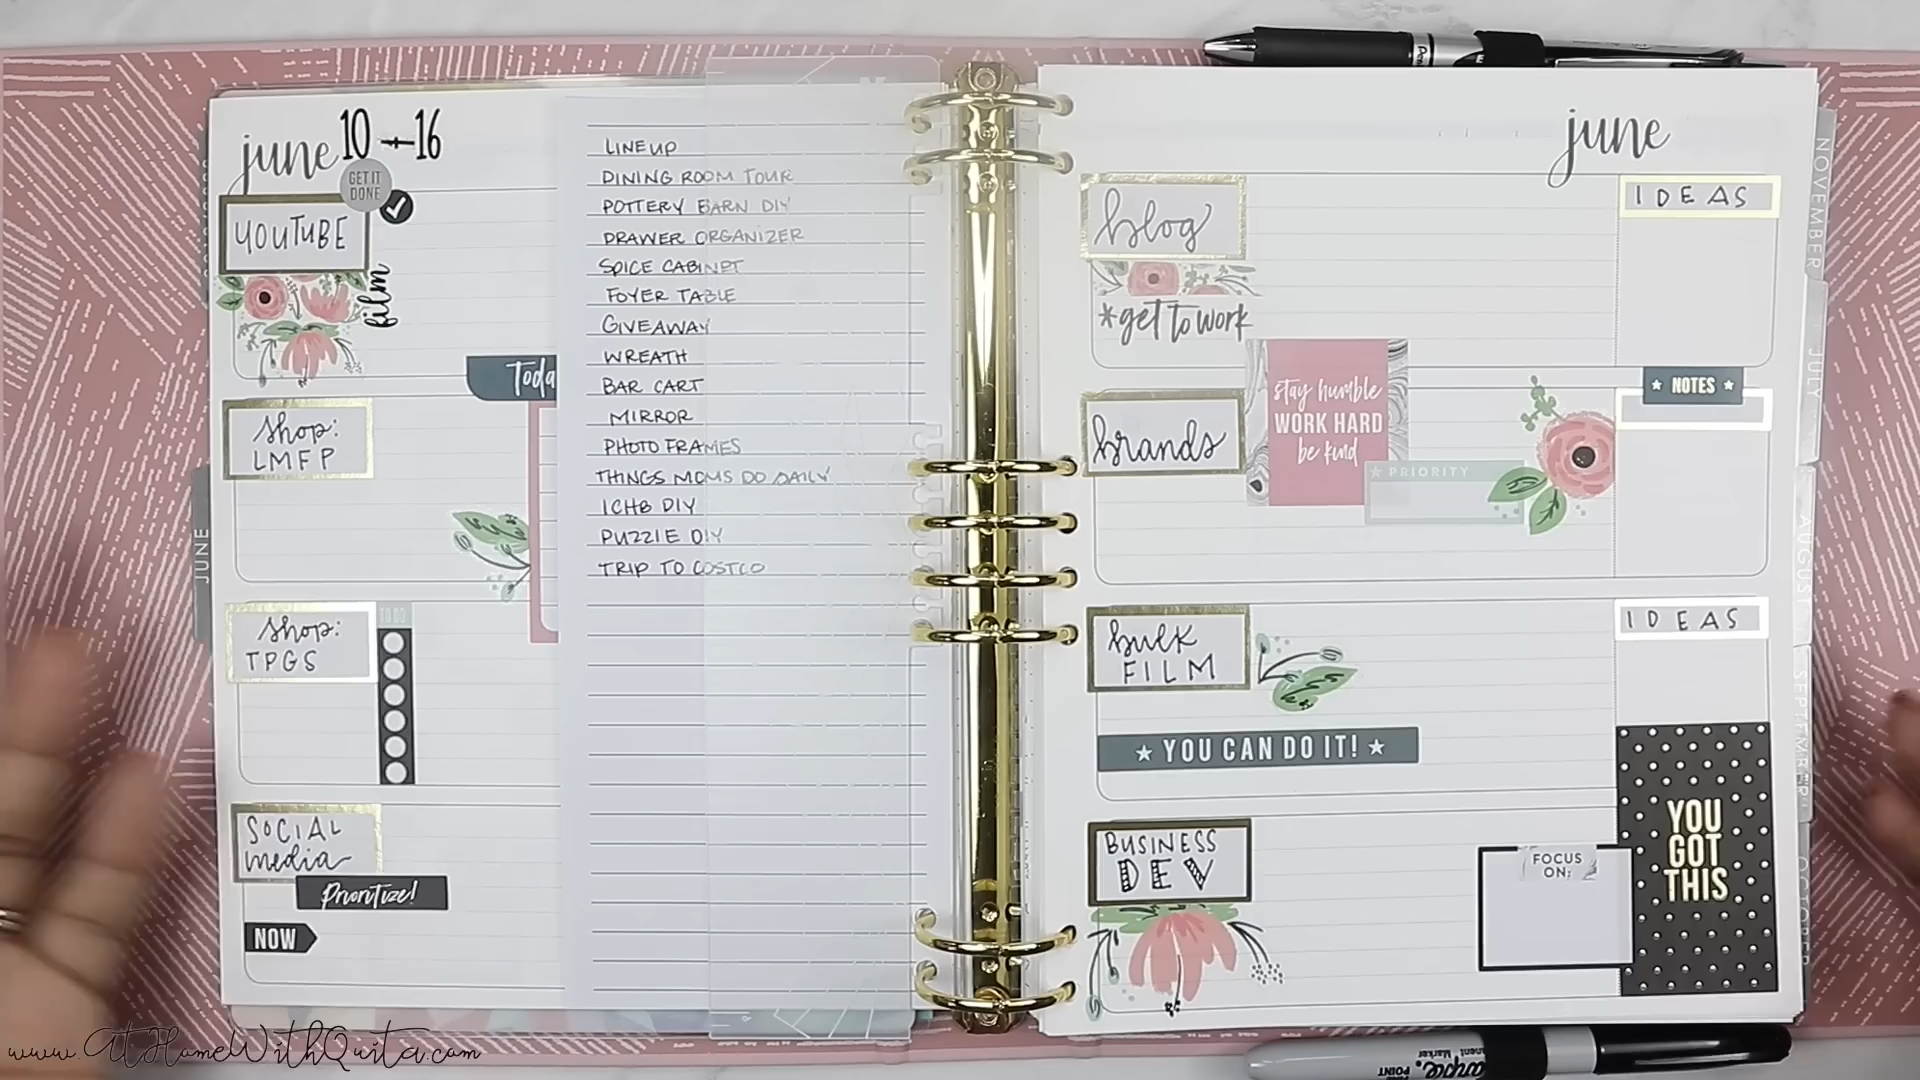 june 10 → 16
GET IT
DONE
YOUTUBE
film
Toda
shop:
LMFP
shop:
TPGS
TO DO
SOCIAL
media
Prioritize!
NOW
JUNE
LINEUP
DINING ROOM TOUR
POTTERY BARN DIY
DRAWER ORGANIZER
SPICE CABINET
FOYER TABLE
GIVEAWAY
WREATH
BAR CART
MIRROR
PHOTO FRAMES
THINGS MOMS DO DAILY
ICHB DIY
PUZZLE DIY
TRIP TO COSTCO
june
blog
*get to work
IDEAS
brands
stay humble
WORK HARD
be kind
★ PRIORITY
★ NOTES ★
bulk
FILM
IDEAS
★ YOU CAN DO IT! ★
BUSINESS
DEV
FOCUS
ON:
YOU
GOT
THIS
NOVEMBER
JULY
AUGUST
SEPTEMBER
OCTOBER
www.AtHomeWithQuita.com